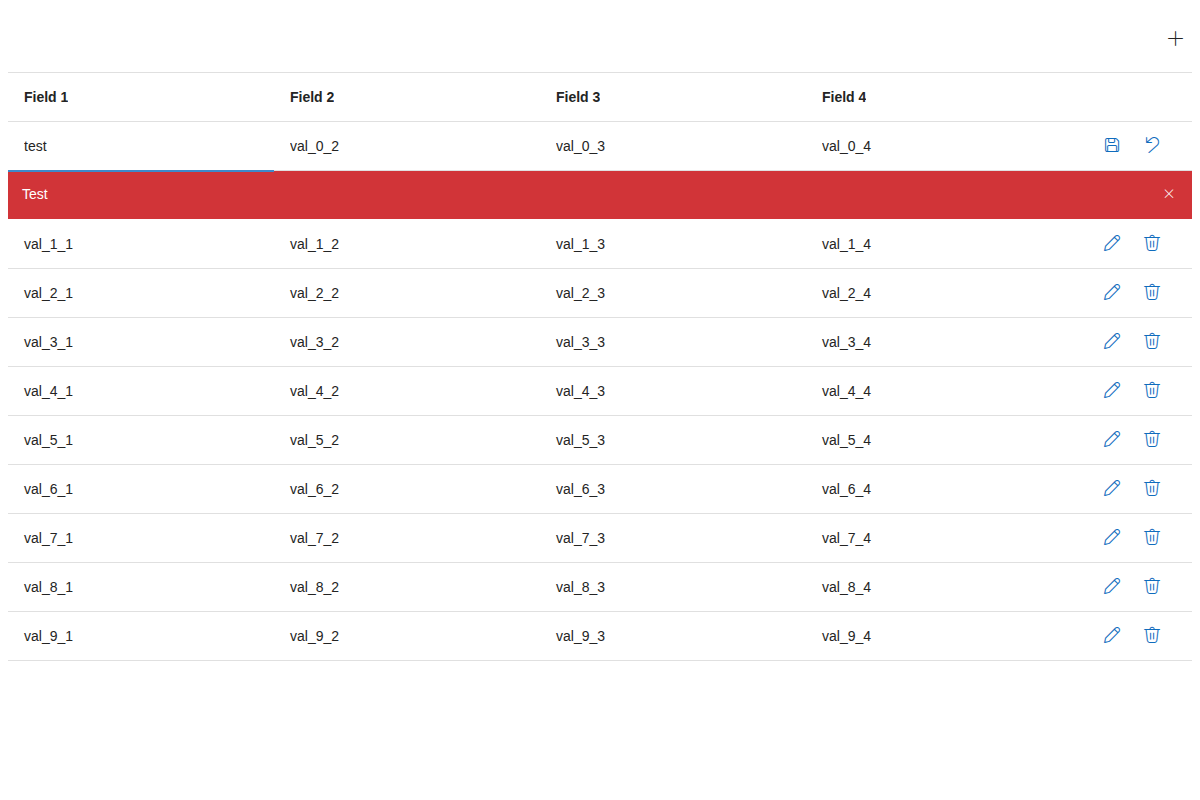 Field 1 Field 2 Field 3 Field 4
test val_0_2 val_0_3 val_0_4
Test
val_1_1 val_1_2 val_1_3 val_1_4
val_2_1 val_2_2 val_2_3 val_2_4
val_3_1 val_3_2 val_3_3 val_3_4
val_4_1 val_4_2 val_4_3 val_4_4
val_5_1 val_5_2 val_5_3 val_5_4
val_6_1 val_6_2 val_6_3 val_6_4
val_7_1 val_7_2 val_7_3 val_7_4
val_8_1 val_8_2 val_8_3 val_8_4
val_9_1 val_9_2 val_9_3 val_9_4